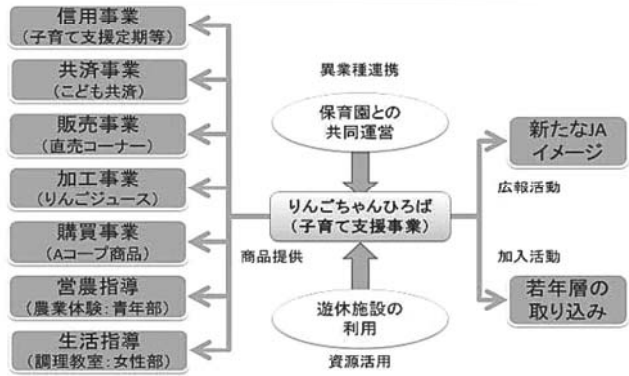 信用事業
(子育て支援定期等)
共済事業
(こども共済)
販売事業
(直売コーナー)
加工事業
(りんごジュース)
購買事業
(Aコープ商品)
営農指導
(農業体験:青年部)
生活指導
(調理教室:女性部)
商品提供
異業種連携
保育園との
共同運営
りんごちゃんひろば
(子育て支援事業)
遊休施設の
利用
資源活用
新たなJA
イメージ
広報活動
加入活動
若年層の
取り込み